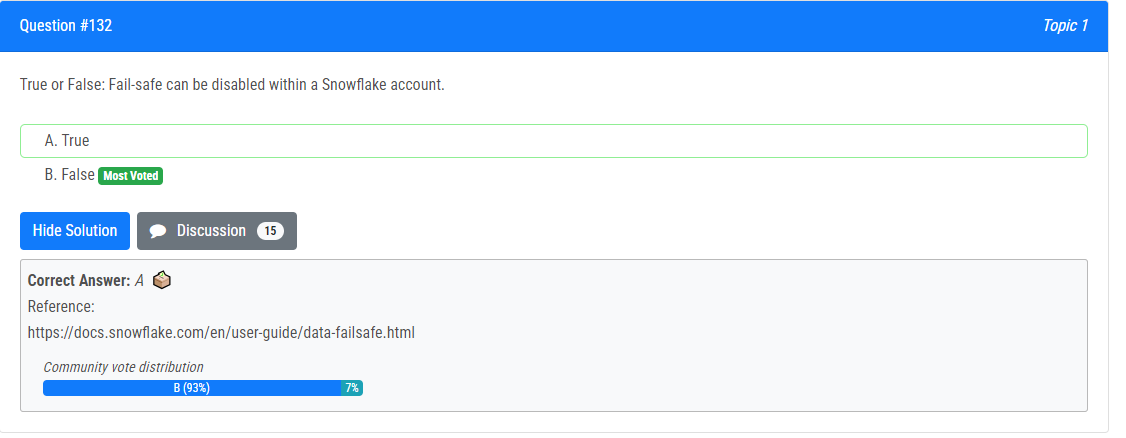 Question #132 Topic 1
True or False: Fail-safe can be disabled within a Snowflake account.
A. True
B. False Most Voted
Hide Solution Discussion 15
Correct Answer: A
Reference:
https://docs.snowflake.com/en/user-guide/data-failsafe.html
Community vote distribution
B (93%) 7%